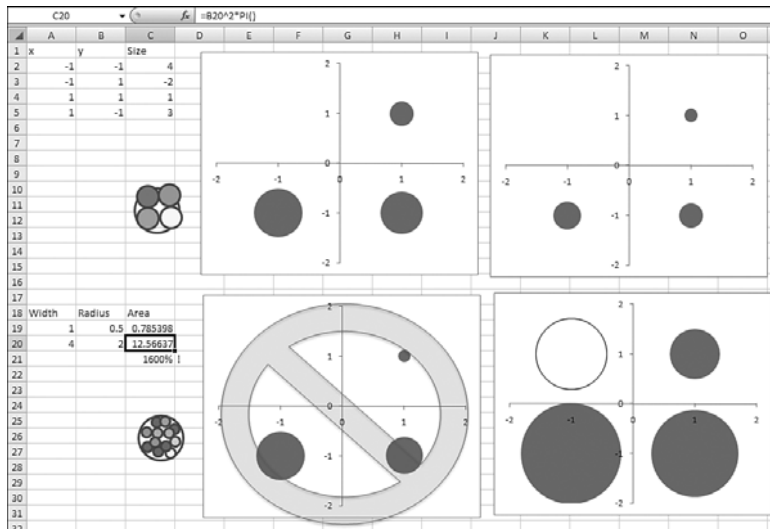 C20 fx =B20^2*PI()
A B C D E F G H I J K L M N O
1 x y Size
2 -1 -1 4
3 -1 1 -2
4 1 1 1
5 1 -1 3
6
7
8
9
10
11
12
13
14
15
16
17
18 Width Radius Area
19 1 0.5 0.785398
20 4 2 12.56637
21 1600% !
22
23
24
25
26
27
28
29
30
31
32
2
1
-2 -1 0 1 2
-1
-2
2
1
-2 -1 0 1 2
-1
-2
2
1
-2 -1 0 1 2
-1
-2
2
1
-2 -1 0 1 2
-1
-2